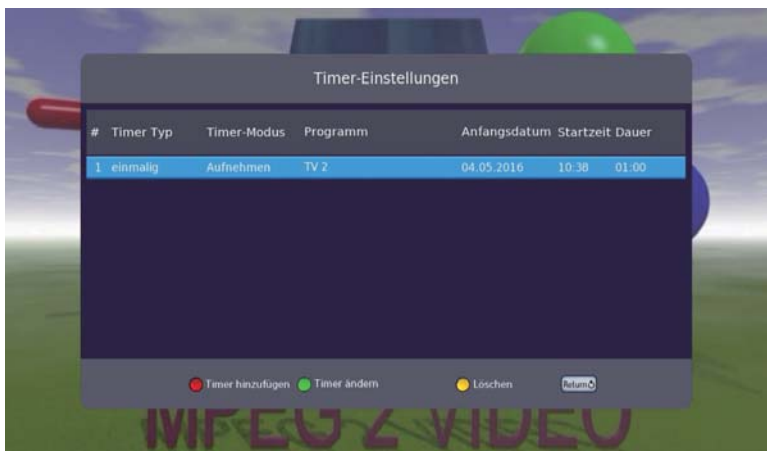 Timer-Einstellungen
# Timer Typ Timer-Modus Programm Anfangsdatum Startzeit Dauer
1 einmalig Aufnehmen TV 2 04.05.2016 10:38 01:00
Timer hinzufügen Timer ändern Löschen Return
MPEG 2 VIDEO